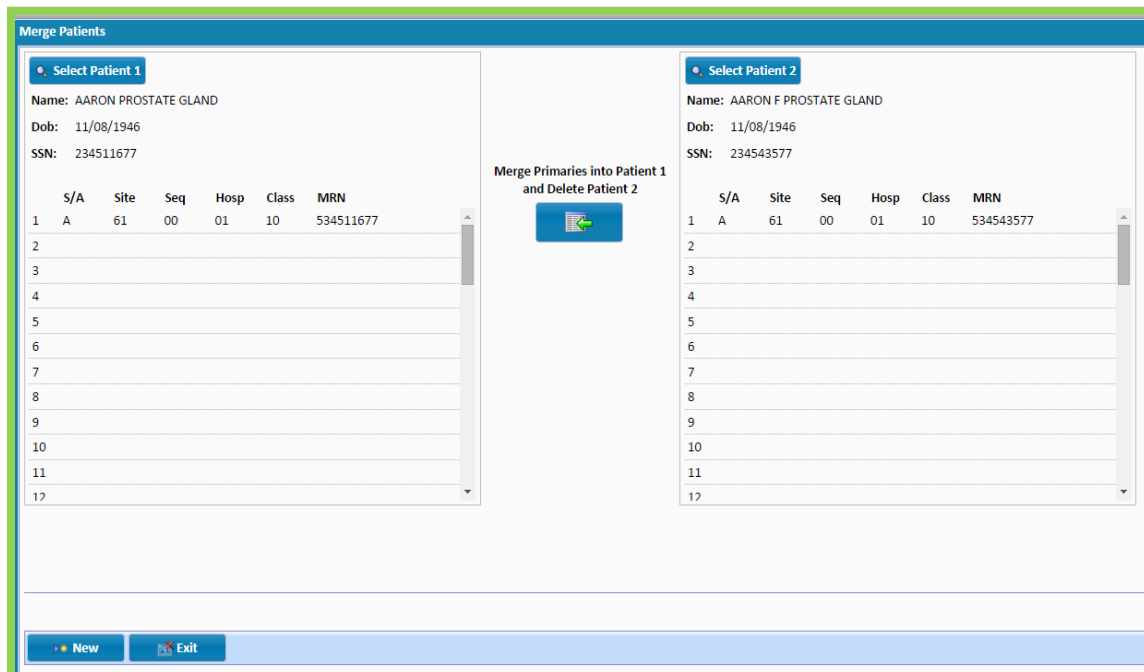 Merge Patients
Select Patient 1
Name: AARON PROSTATE GLAND
Dob: 11/08/1946
SSN: 234511677
S/A Site Seq Hosp Class MRN
1 A 61 00 01 10 534511677
2
3
4
5
6
7
8
9
10
11
12
Merge Primaries into Patient 1
and Delete Patient 2
Select Patient 2
Name: AARON F PROSTATE GLAND
Dob: 11/08/1946
SSN: 234543577
S/A Site Seq Hosp Class MRN
1 A 61 00 01 10 534543577
2
3
4
5
6
7
8
9
10
11
12
New Exit